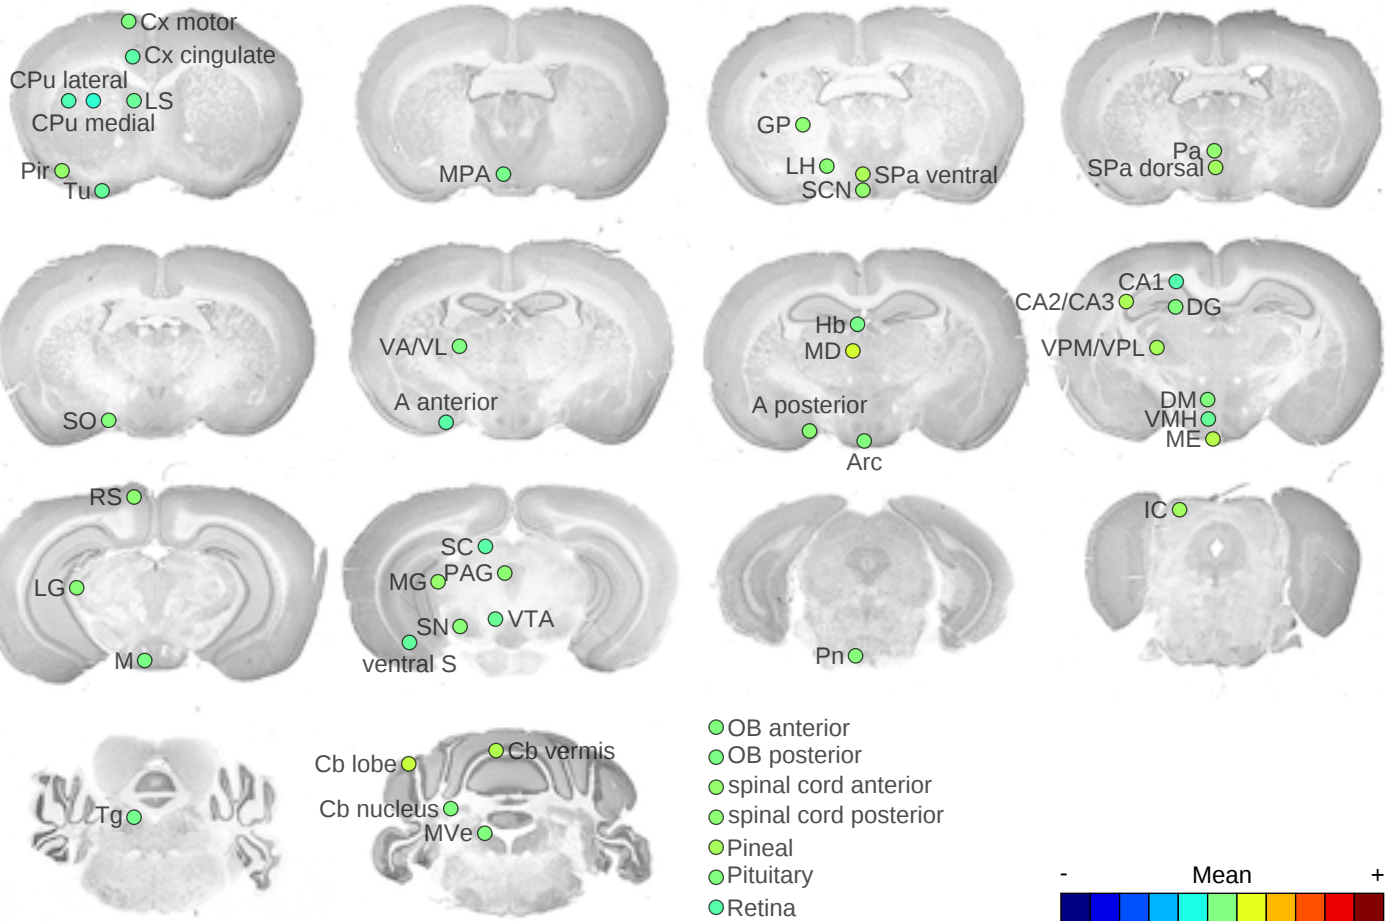 Cx motor
Cx cingulate
CPu lateral
LS
CPu medial
Pir
Tu
MPA
GP
LH
SPa ventral
SCN
Pa
SPa dorsal
SO
VA/VL
A anterior
Hb
MD
A posterior
Arc
CA1
CA2/CA3
DG
VPM/VPL
DM
VMH
ME
RS
LG
M
SC
MG
PAG
SN
VTA
ventral S
Pn
IC
Tg
Cb lobe
Cb vermis
Cb nucleus
MVe
OB anterior
OB posterior
spinal cord anterior
spinal cord posterior
Pineal
Pituitary
Retina
- Mean +